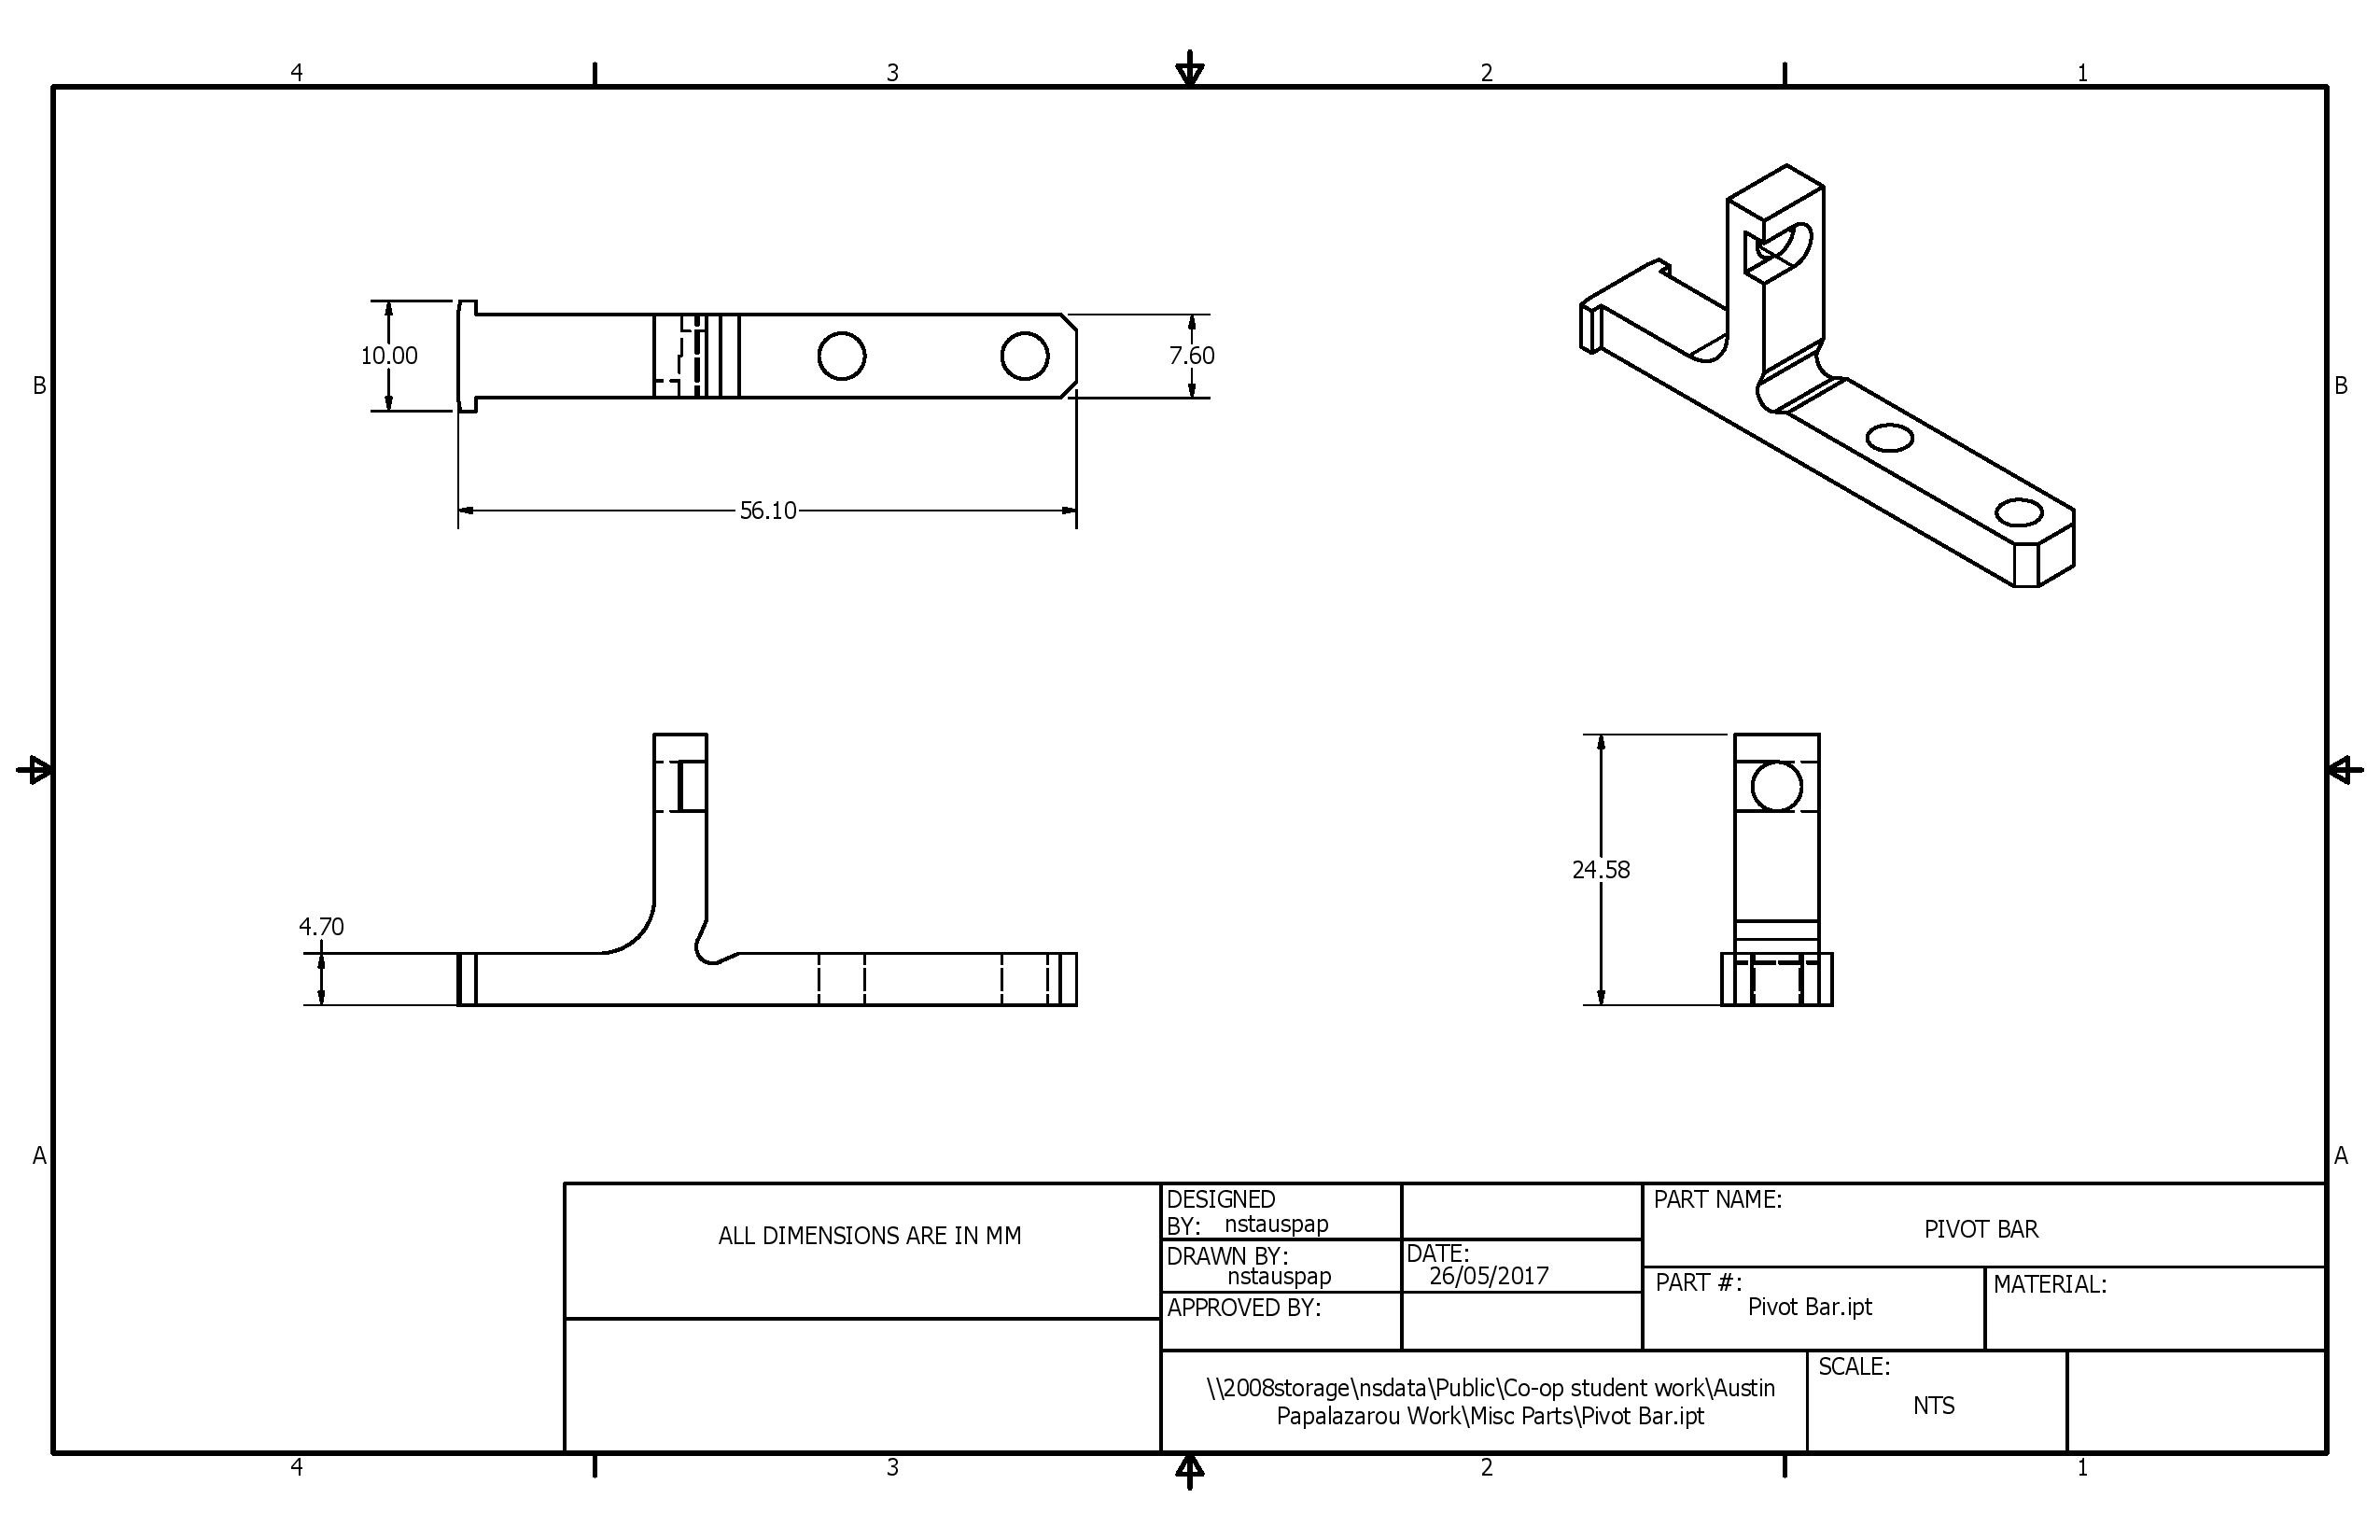 4 3 2 1
10.00
7.60
B B
56.10
24.58
4.70
A A
ALL DIMENSIONS ARE IN MM
DESIGNED
BY: nstauspap
DRAWN BY:
nstauspap
DATE:
26/05/2017
APPROVED BY:
PART NAME:
PIVOT BAR
PART #:
Pivot Bar.ipt
MATERIAL:
\\2008storage\nsdata\Public\Co-op student work\Austin
Papalazarou Work\Misc Parts\Pivot Bar.ipt
SCALE:
NTS
4 3 2 1